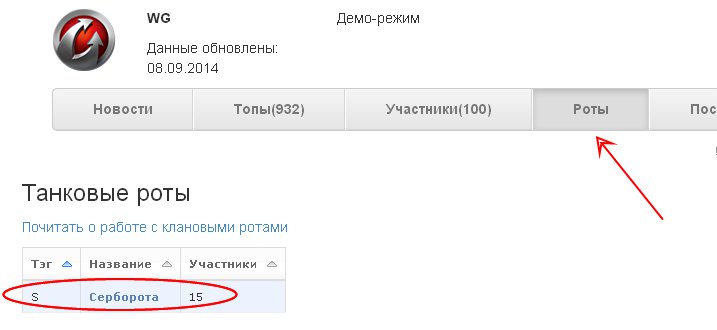 WG Демо-режим
Данные обновлены:
08.09.2014
Новости Топы(932) Участники(100) Роты Пос
Танковые роты
Почитать о работе с клановыми ротами
Тэг Название Участники
S Серборота 15